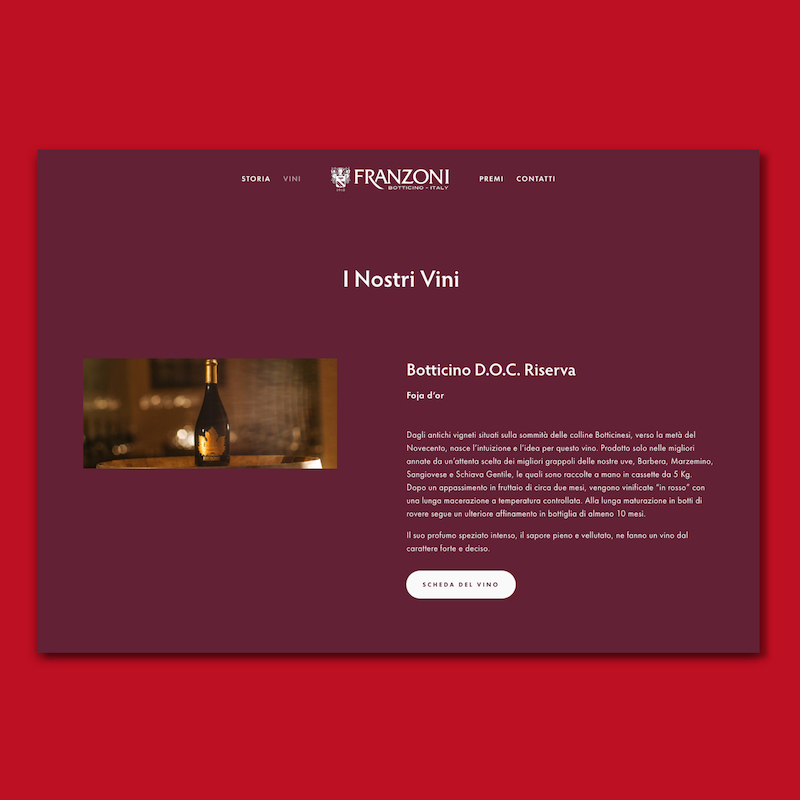 STORIA VINI FRANZONI PREMI CONTATTI
BOTTICINO - ITALY
I Nostri Vini
Botticino D.O.C. Riserva
Foja d'or
Dagli antichi vigneti situati sulla sommità delle colline Botticinesi, verso la metà del
Novecento, nasce l'intuizione e l'idea per questo vino. Prodotto solo nelle migliori
annate da un'attenta scelta dei migliori grappoli delle nostre uve, Barbera, Marzemino,
Sangiovese e Schiava Gentile, le quali sono raccolte a mano in cassette da 5 Kg.
Dopo un appassimento in fruttaio di circa due mesi, vengono vinificate "in rosso" con
una lunga macerazione a temperatura controllata. Alla lunga maturazione in botti di
rovere segue un ulteriore affinamento in bottiglia di almeno 10 mesi.
Il suo profumo speziato intenso, il sapore pieno e vellutato, ne fanno un vino dal
carattere forte e deciso.
SCHEDA DEL VINO